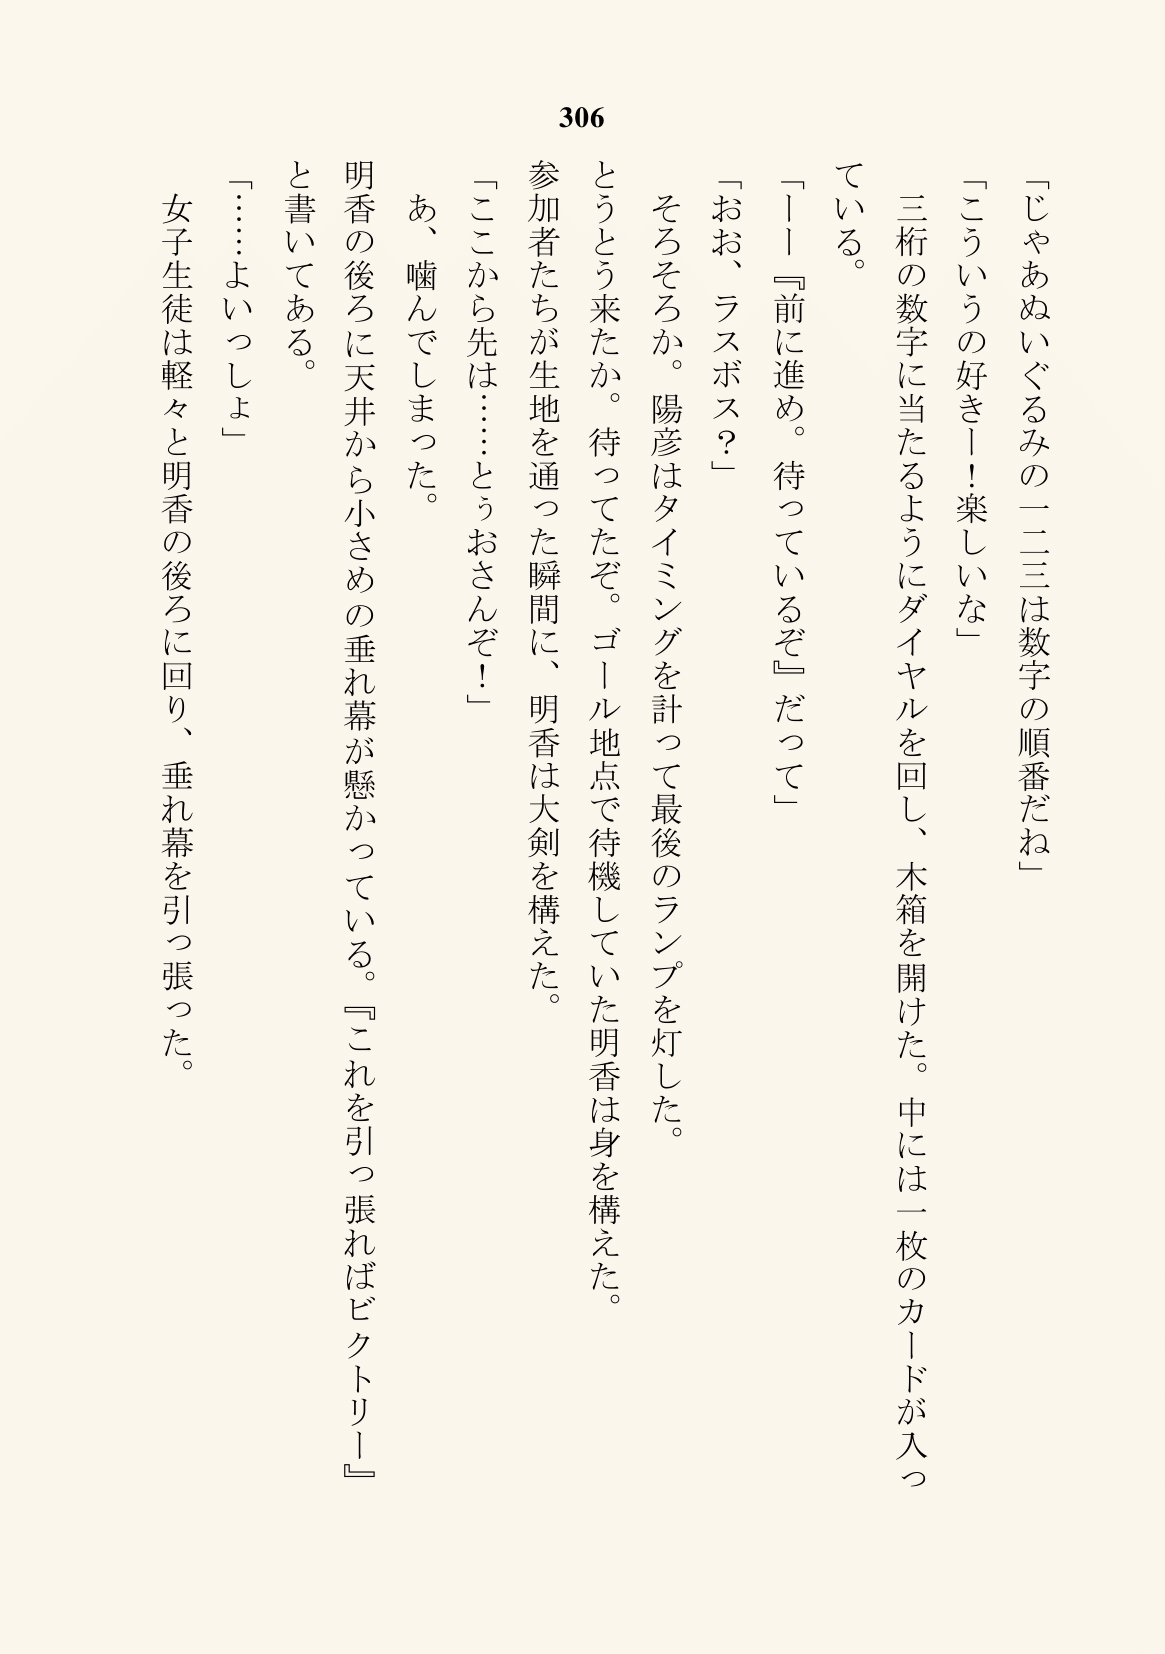 306
「じゃあぬいぐるみの一二三は数字の順番だね」
「こういうの好きー！楽しいな」
　三桁の数字に当たるようにダイヤルを回し、木箱を開けた。中には一枚のカードが入っ
ている。
「ーー『前に進め。待っているぞ』だって」
「おお、ラスボス？」
　そろそろか。陽彦はタイミングを計って最後のランプを灯した。
とうとう来たか。待ってたぞ。ゴール地点で待機していた明香は身を構えた。
参加者たちが生地を通った瞬間に、明香は大剣を構えた。
「ここから先は……とぅおさんぞ！」
　あ、噛んでしまった。
明香の後ろに天井から小さめの垂れ幕が懸かっている。『これを引っ張ればビクトリー』
と書いてある。
「……よいっしょ」
　女子生徒は軽々と明香の後ろに回り、垂れ幕を引っ張った。